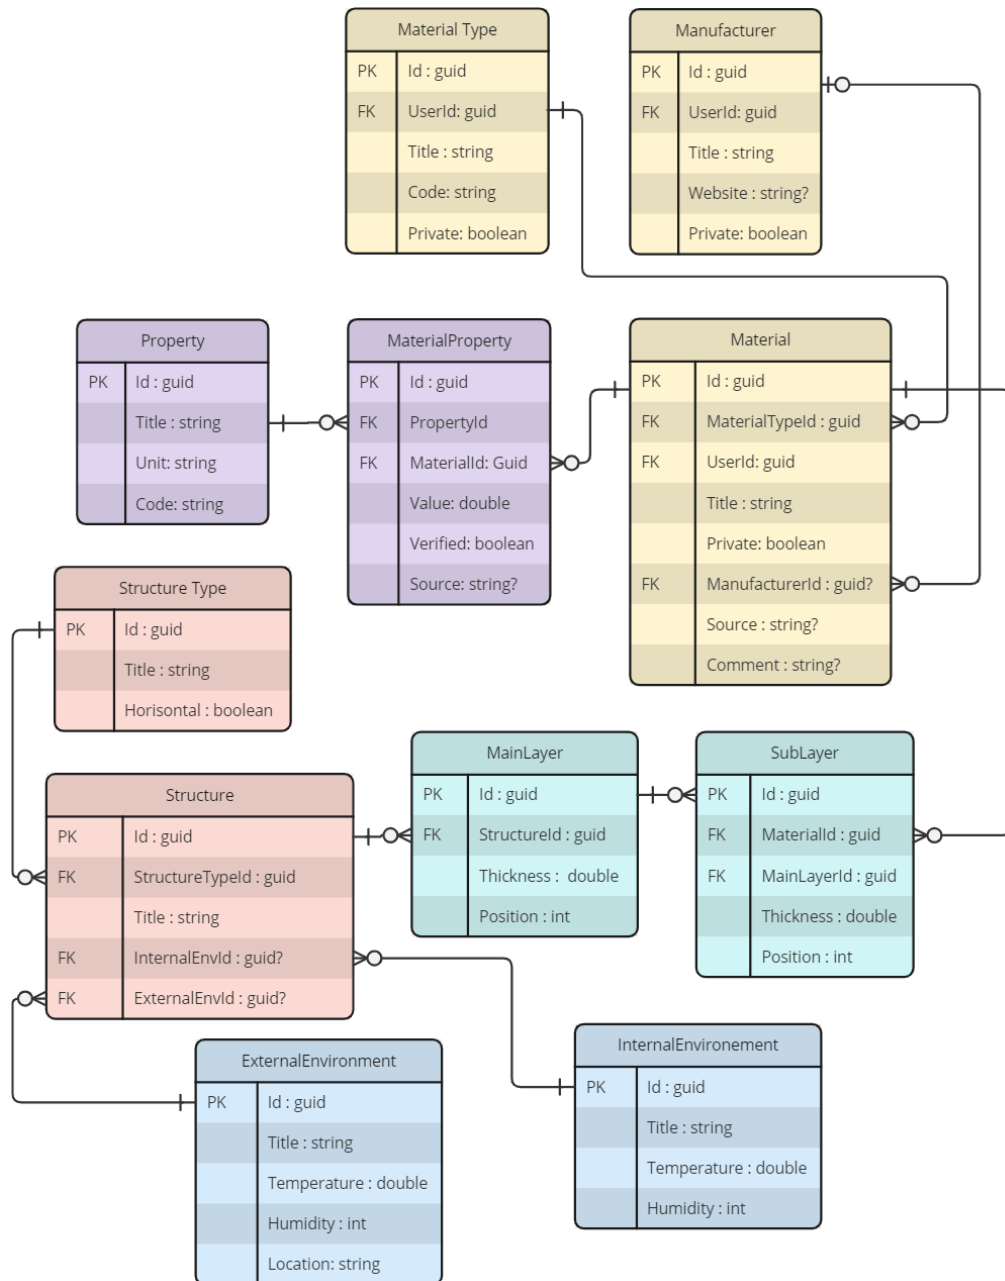 Material Type
PK Id : guid
FK UserId: guid
Title : string
Code: string
Private: boolean
Manufacturer
PK Id : guid
FK UserId: guid
Title : string
Website : string?
Private: boolean
Property
PK Id : guid
Title : string
Unit: string
Code: string
MaterialProperty
PK Id : guid
FK PropertyId
FK MaterialId: Guid
Value: double
Verified: boolean
Source: string?
Material
PK Id : guid
FK MaterialTypeId : guid
FK UserId: guid
Title : string
Private: boolean
FK ManufacturerId : guid?
Source : string?
Comment : string?
Structure Type
PK Id : guid
Title : string
Horisontal : boolean
Structure
PK Id : guid
FK StructureTypeId : guid
Title : string
FK InternalEnvId : guid?
FK ExternalEnvId : guid?
MainLayer
PK Id : guid
FK StructureId : guid
Thickness : double
Position : int
SubLayer
PK Id : guid
FK MaterialId : guid
FK MainLayerId : guid
Thickness : double
Position : int
ExternalEnvironment
PK Id : guid
Title : string
Temperature : double
Humidity : int
Location: string
InternalEnvironement
PK Id : guid
Title : string
Temperature : double
Humidity : int